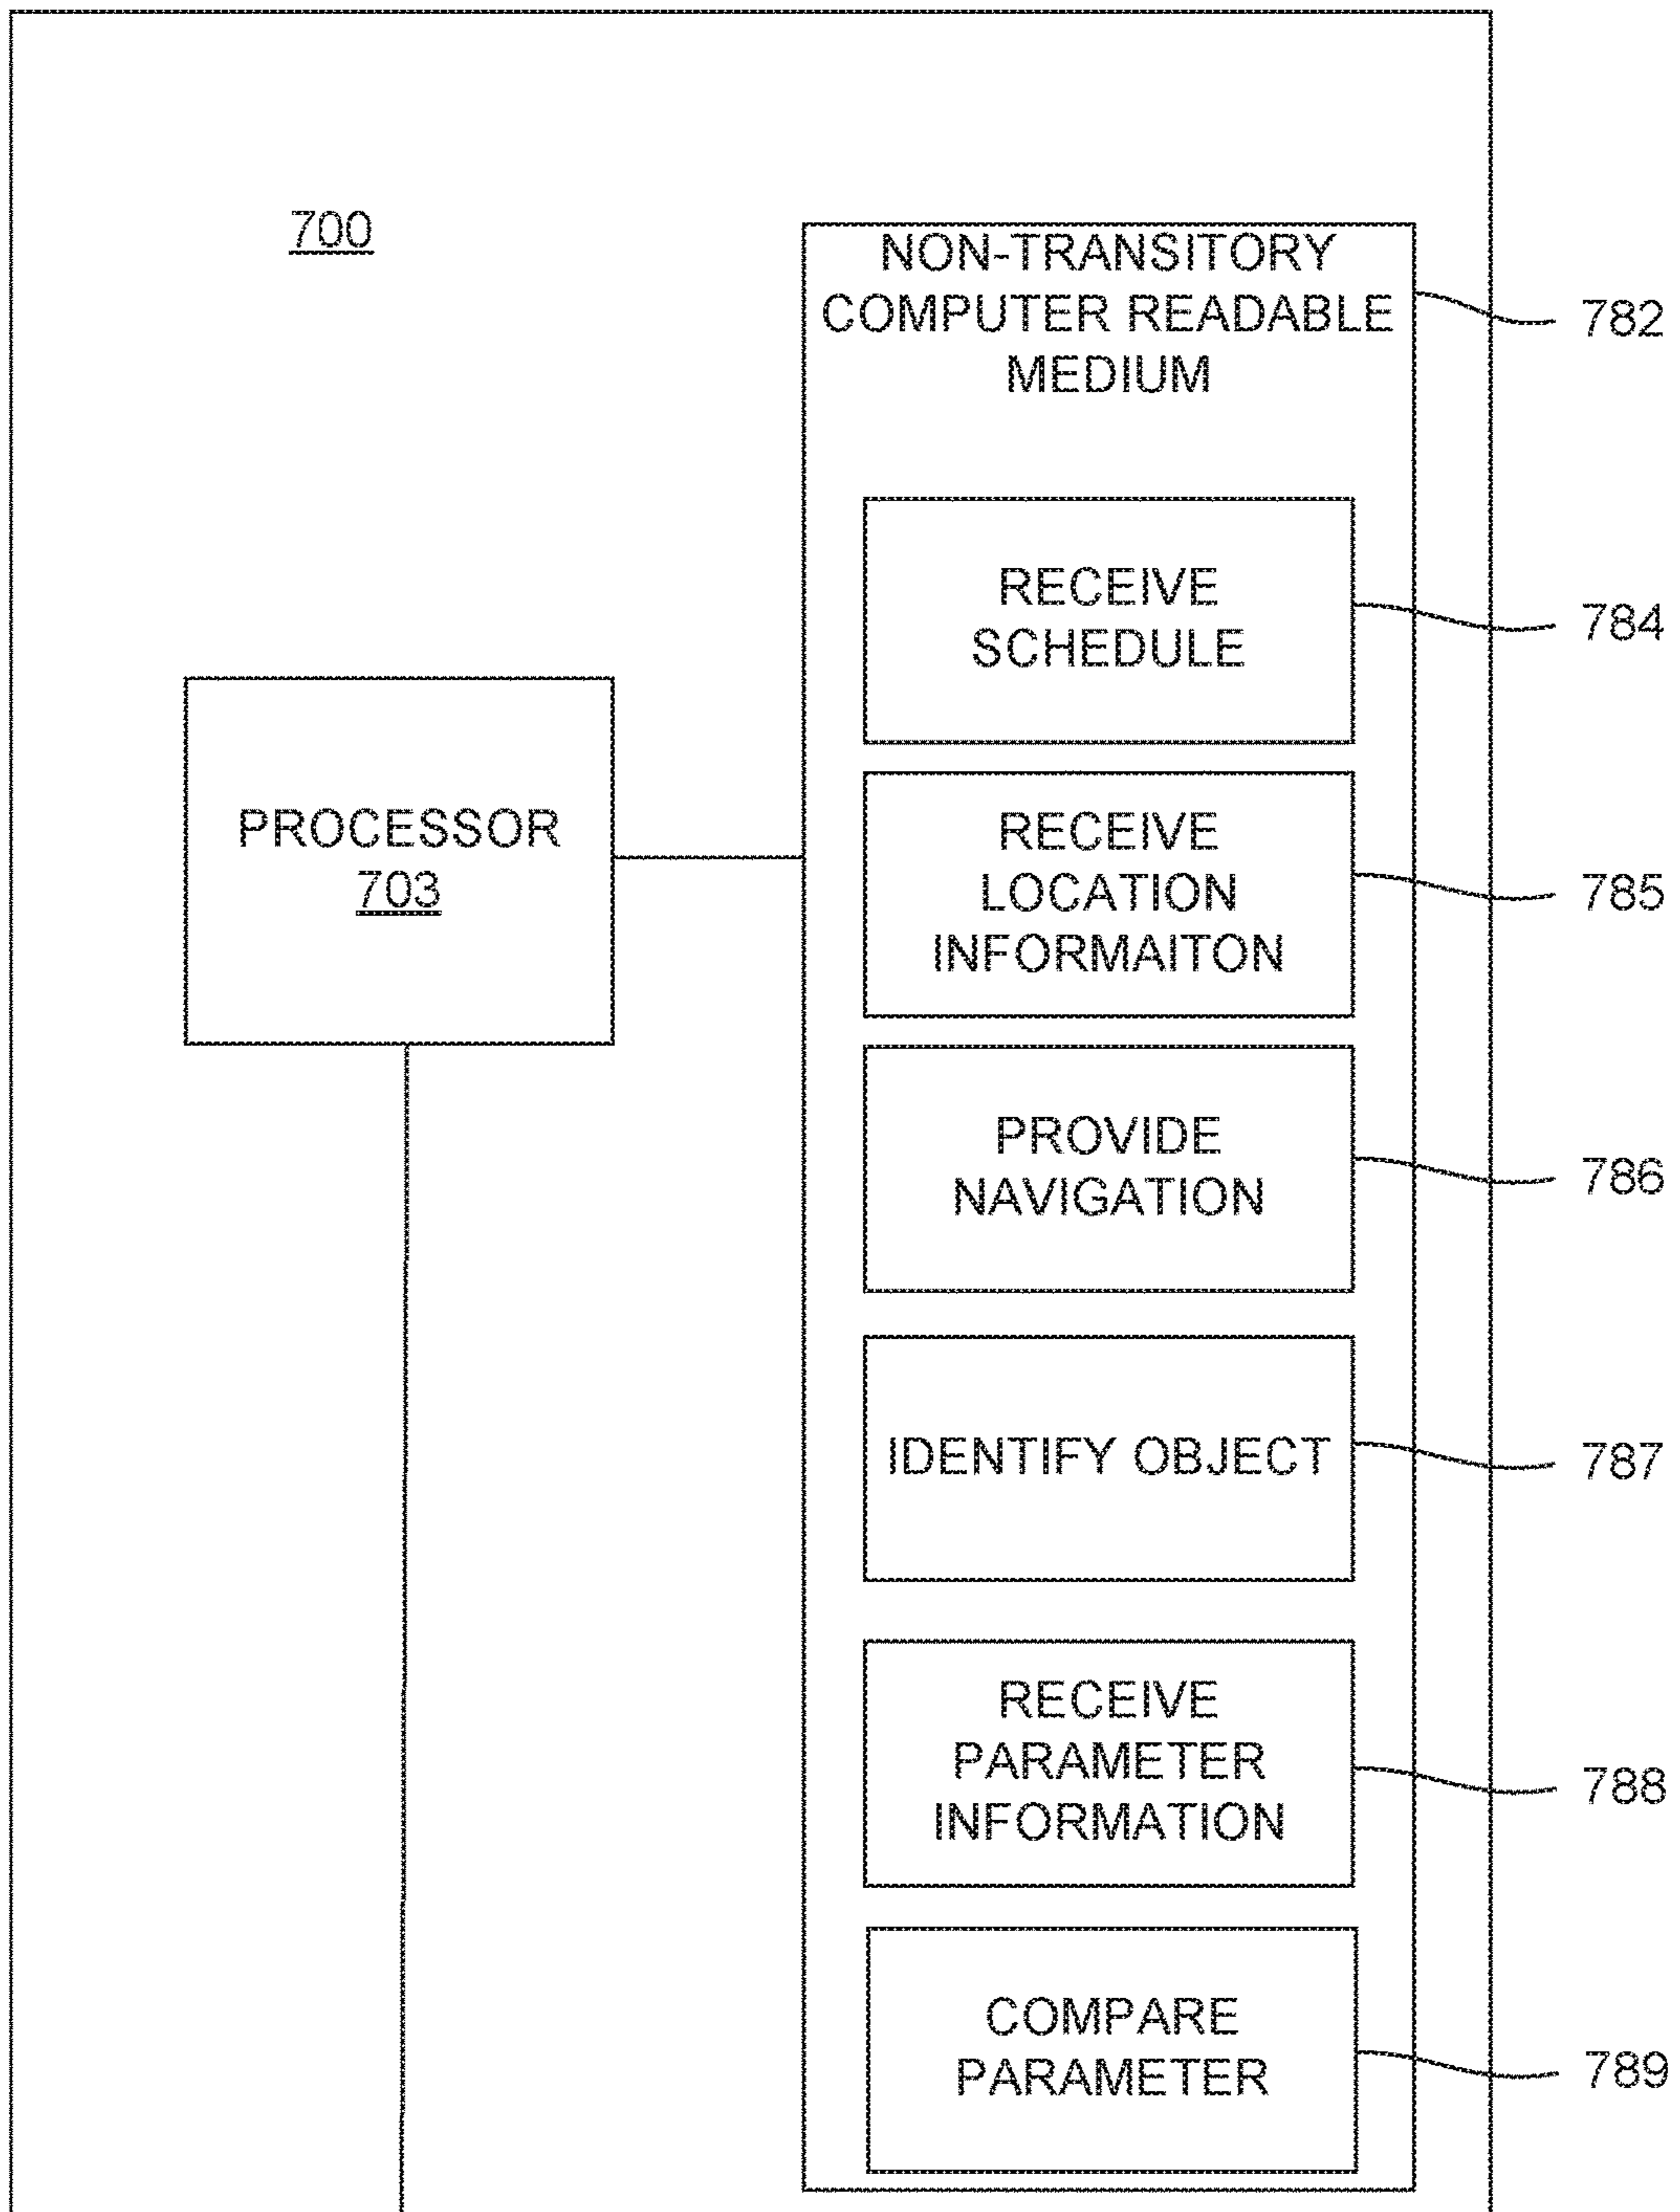 700
NON-TRANSITORY
COMPUTER READABLE
MEDIUM
782
RECEIVE
SCHEDULE
784
PROCESSOR
703
RECEIVE
LOCATION
INFORMAITON
785
PROVIDE
NAVIGATION
786
IDENTIFY OBJECT
787
RECEIVE
PARAMETER
INFORMATION
788
COMPARE
PARAMETER
789